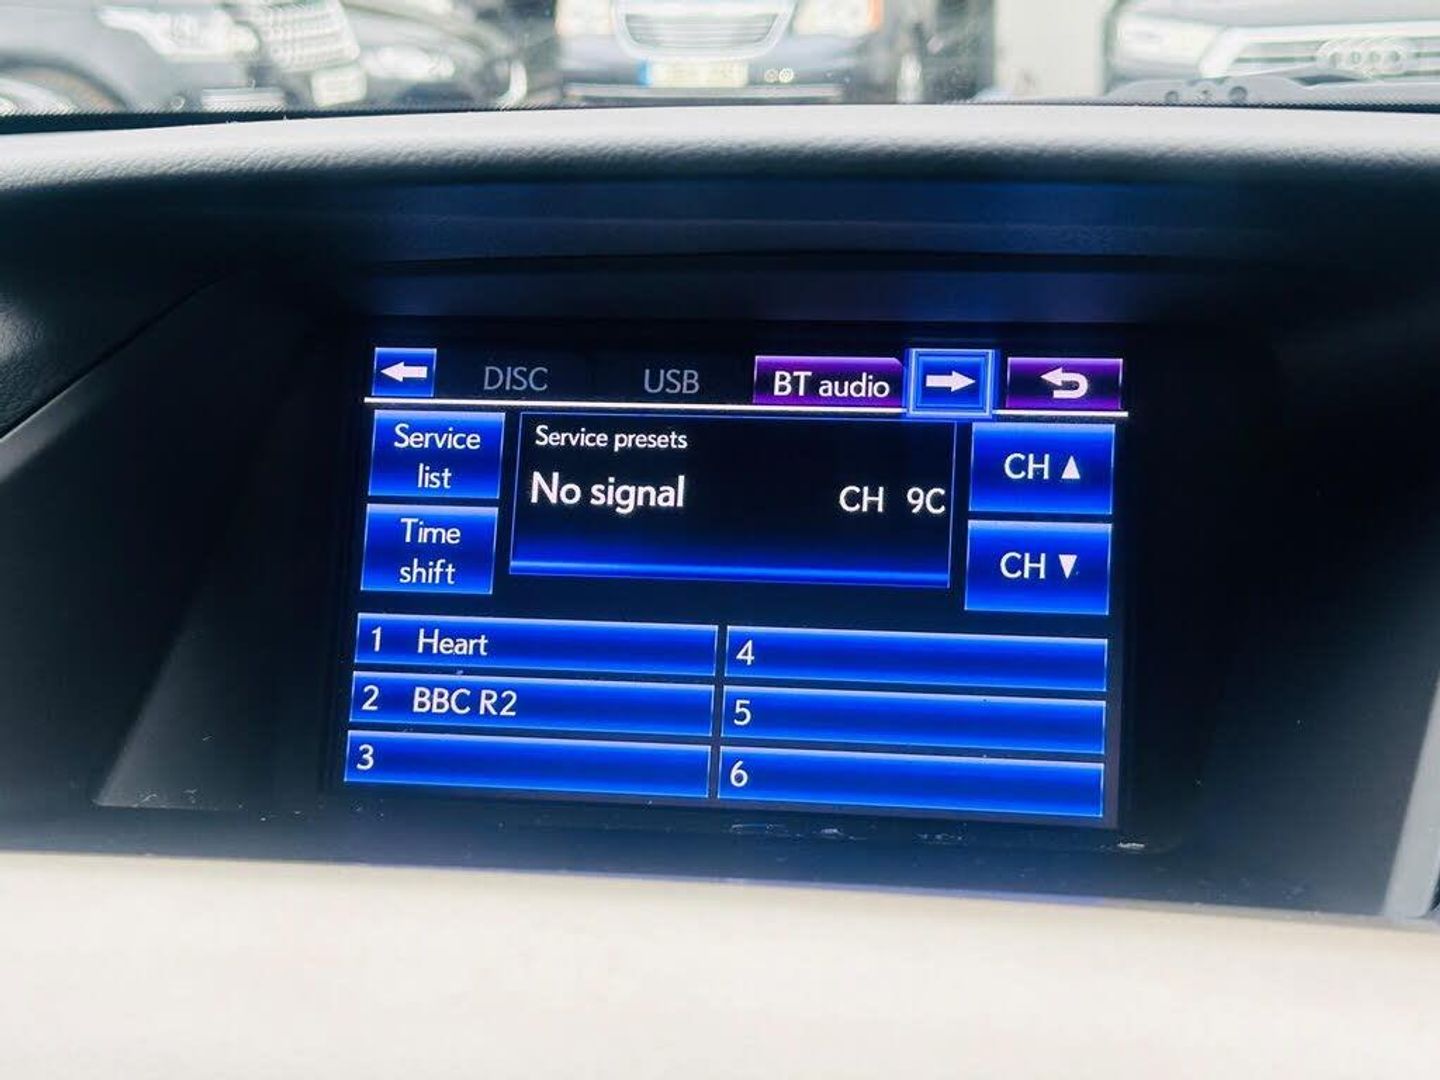 DISC USB BT audio
Service list
Service presets
No signal CH 9C
CH ▲
Time shift
CH ▼
1 Heart
2 BBC R2
3
4
5
6